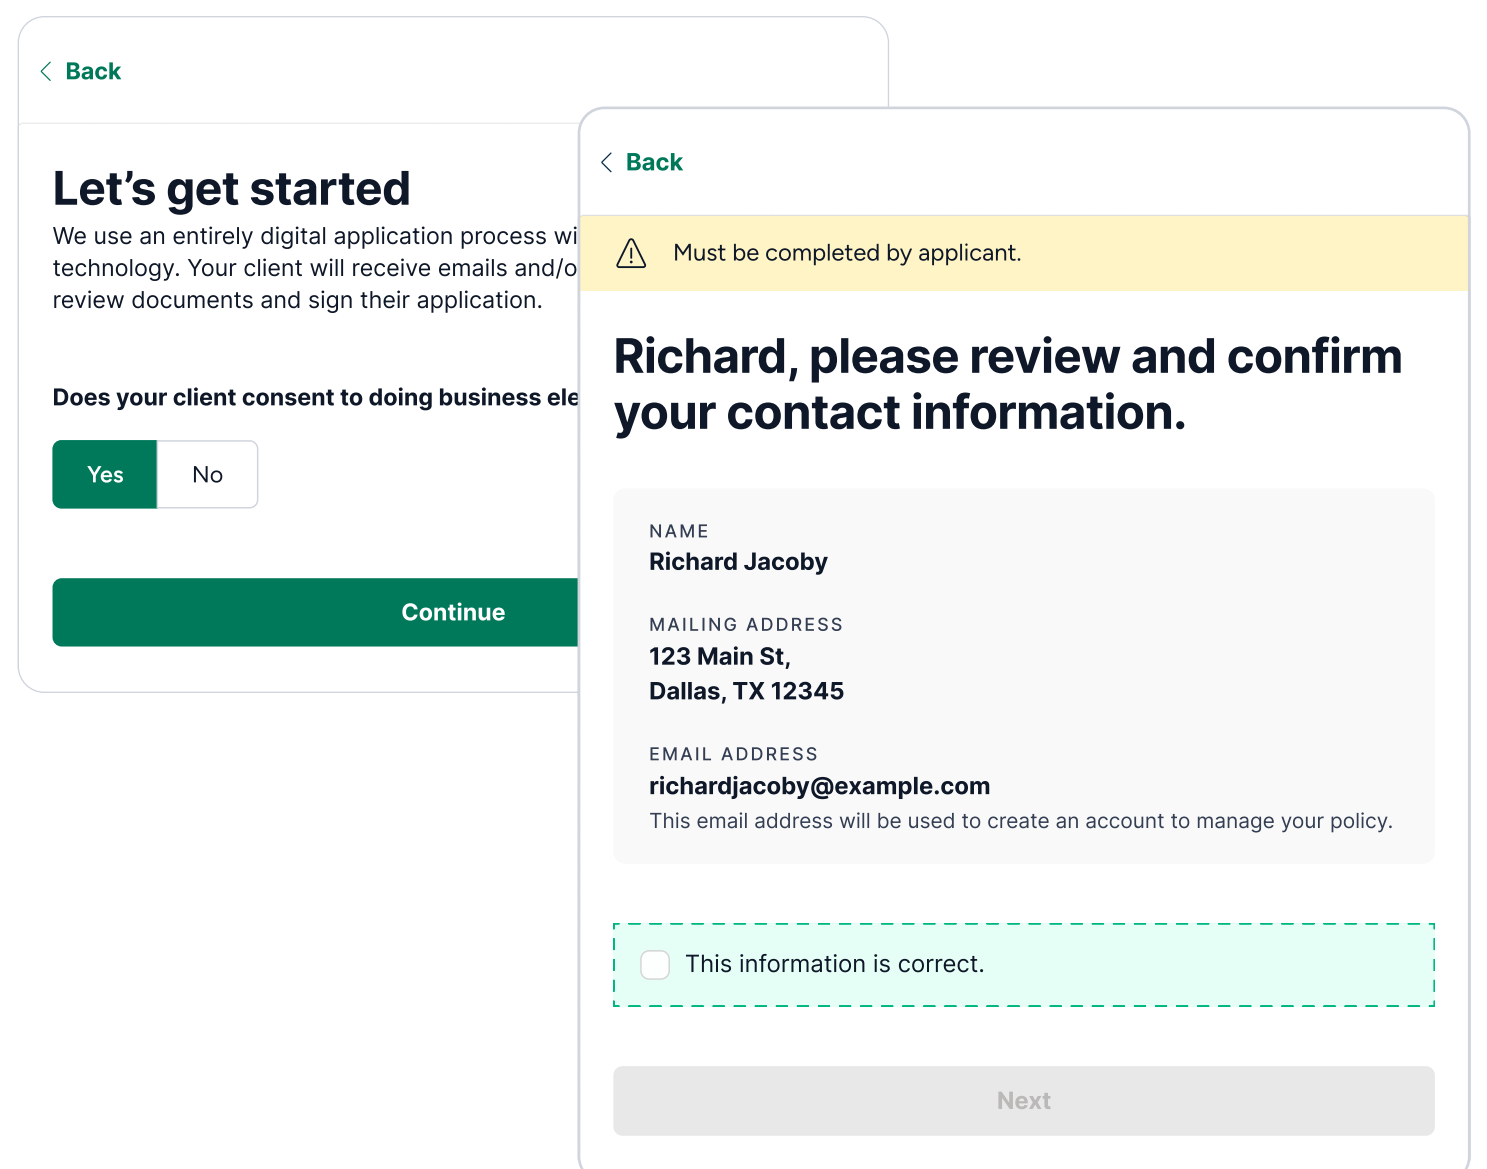 Back
Let’s get started
We use an entirely digital application process
technology. Your client will receive emails and/o
review documents and sign their application.
Does your client consent to doing business
Yes
No
Continue
Back
Must be completed by applicant.
Richard, please review and confirm
your contact information.
NAME
Richard Jacoby
MAILING ADDRESS
123 Main St,
Dallas, TX 12345
EMAIL ADDRESS
richardjacoby@example.com
This email address will be used to create an account to manage your policy.
This information is correct.
Next